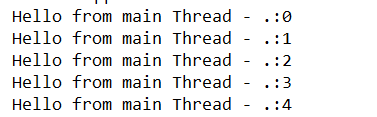 Hello from main Thread - .:0
Hello from main Thread - .:1
Hello from main Thread - .:2
Hello from main Thread - .:3
Hello from main Thread - .:4